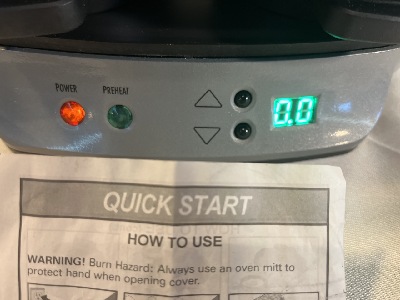 POWER PREHEAT
0.0
QUICK START
HOW TO USE
WARNING! Burn Hazard: Always use an oven mitt to
protect hand when opening cover.